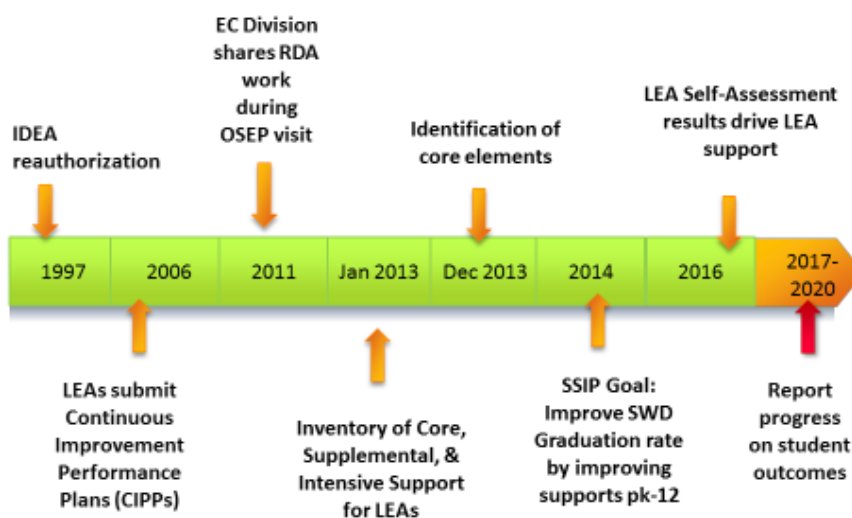 EC Division
shares RDA
work
during
OSEP visit
IDEA
reauthorization
Identification of
core elements
LEA Self-Assessment
results drive LEA
support
1997
2006
2011
Jan 2013
Dec 2013
2014
2016
2017-
2020
LEAs submit
Continuous
Improvement
Performance
Plans (CIPPs)
Inventory of Core,
Supplemental, &
Intensive Support
for LEAs
SSIP Goal:
Improve SWD
Graduation rate
by improving
supports pk-12
Report
progress
on student
outcomes